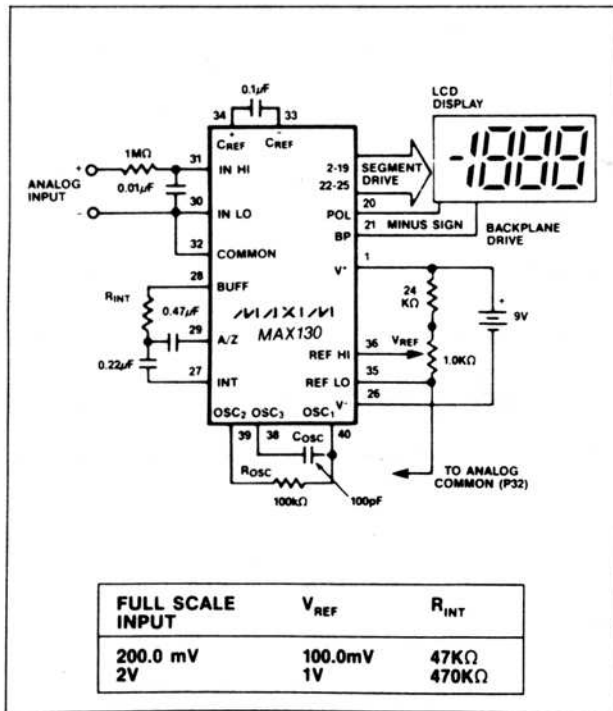 0.1µF
34
33
C+REF
C-REF
LCD
DISPLAY
1MΩ
31
IN HI
+
ANALOG
INPUT
-
0.01µF
30
IN LO
32
COMMON
2-19
22-25
SEGMENT
DRIVE
-1888
20
POL
MINUS SIGN
21
BP
BACKPLANE
DRIVE
1
V+
28
BUFF
RINT
0.47µF
29
A/Z
0.22µF
27
INT
MAXIM
MAX130
24
KΩ
+
9V
36
VREF
REF HI
1.0KΩ
35
REF LO
26
V-
OSC2
OSC3
OSC1
39
38
40
COSC
ROSC
100kΩ
100pF
TO ANALOG
COMMON (P32)
FULL SCALE INPUT VREF RINT
200.0 mV 100.0mV 47KΩ
2V 1V 470KΩ